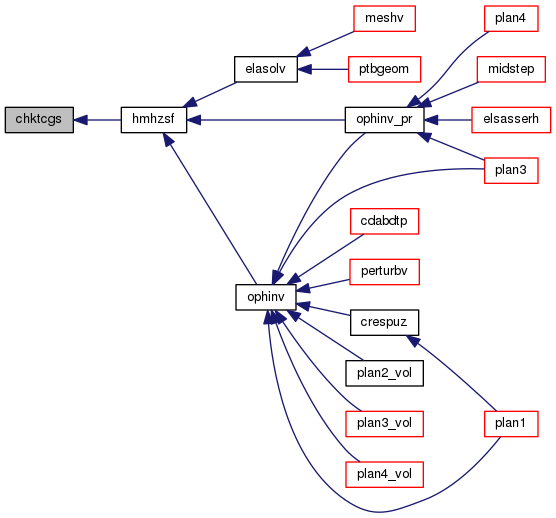 meshv
plan4
elasolv
ptbgeom
midstep
chktcgs
hmhzsf
ophinv_pr
elsasserh
plan3
cdabdtp
perturbv
ophinv
crespuz
plan2_vol
plan3_vol
plan1
plan4_vol